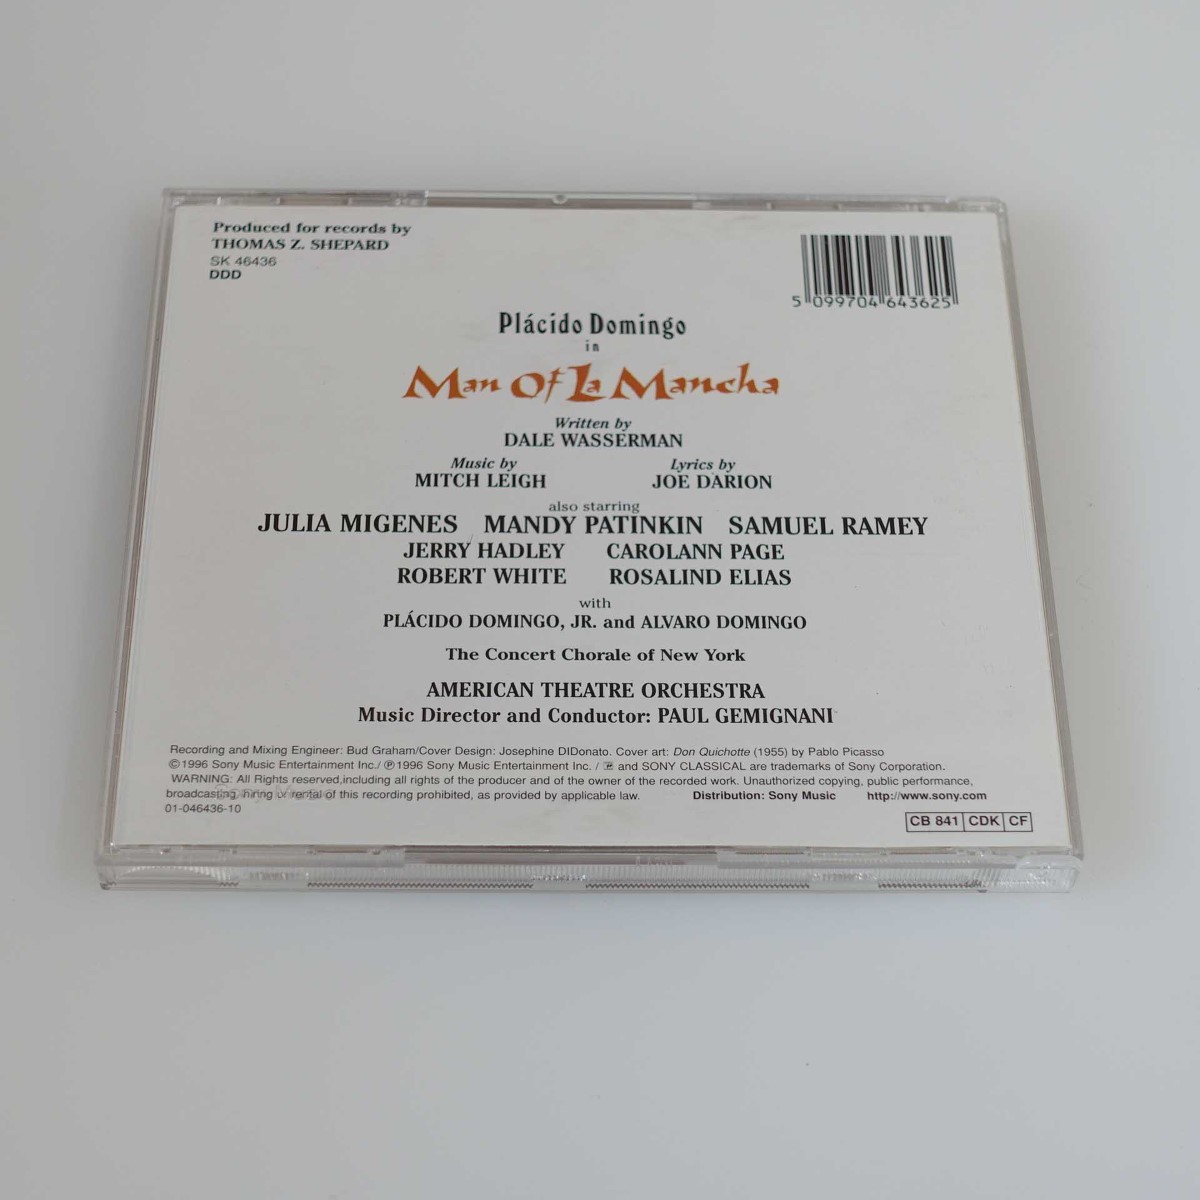 Produced for records by
THOMAS Z. SHEPARD
SK 46436
DDD
5 099704 643625
Plácido Domingo
in
Man Of La Mancha
Written by
DALE WASSERMAN
Music by Lyrics by
MITCH LEIGH JOE DARION
also starring
JULIA MIGENES MANDY PATINKIN SAMUEL RAMEY
JERRY HADLEY CAROLANN PAGE
ROBERT WHITE ROSALIND ELIAS
with
PLÁCIDO DOMINGO, JR. and ALVARO DOMINGO
The Concert Chorale of New York
AMERICAN THEATRE ORCHESTRA
Music Director and Conductor: PAUL GEMIGNANI
Recording and Mixing Engineer: Bud Graham/Cover Design: Josephine DIDonato. Cover art: Don Quichotte (1955) by Pablo Picasso
©1996 Sony Music Entertainment Inc./ ℗1996 Sony Music Entertainment Inc. / and SONY CLASSICAL are trademarks of Sony Corporation.
WARNING: All Rights reserved,including all rights of the producer and of the owner of the recorded work. Unauthorized copying, public performance,
broadcasting, hiring or rental of this recording prohibited, as provided by applicable law. Distribution: Sony Music http://www.sony.com
01-046436-10
CB 841 CDK CF